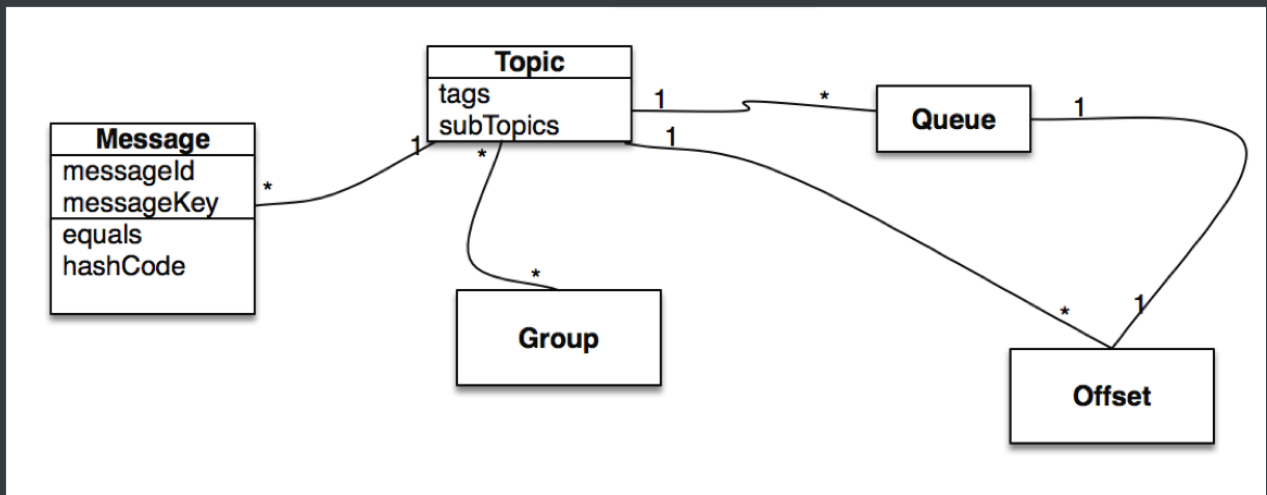 Topic
tags
subTopics
Message
messageId
messageKey
equals
hashCode
Queue
Group
Offset
1
*
1
*
1
*
*
1
*
1